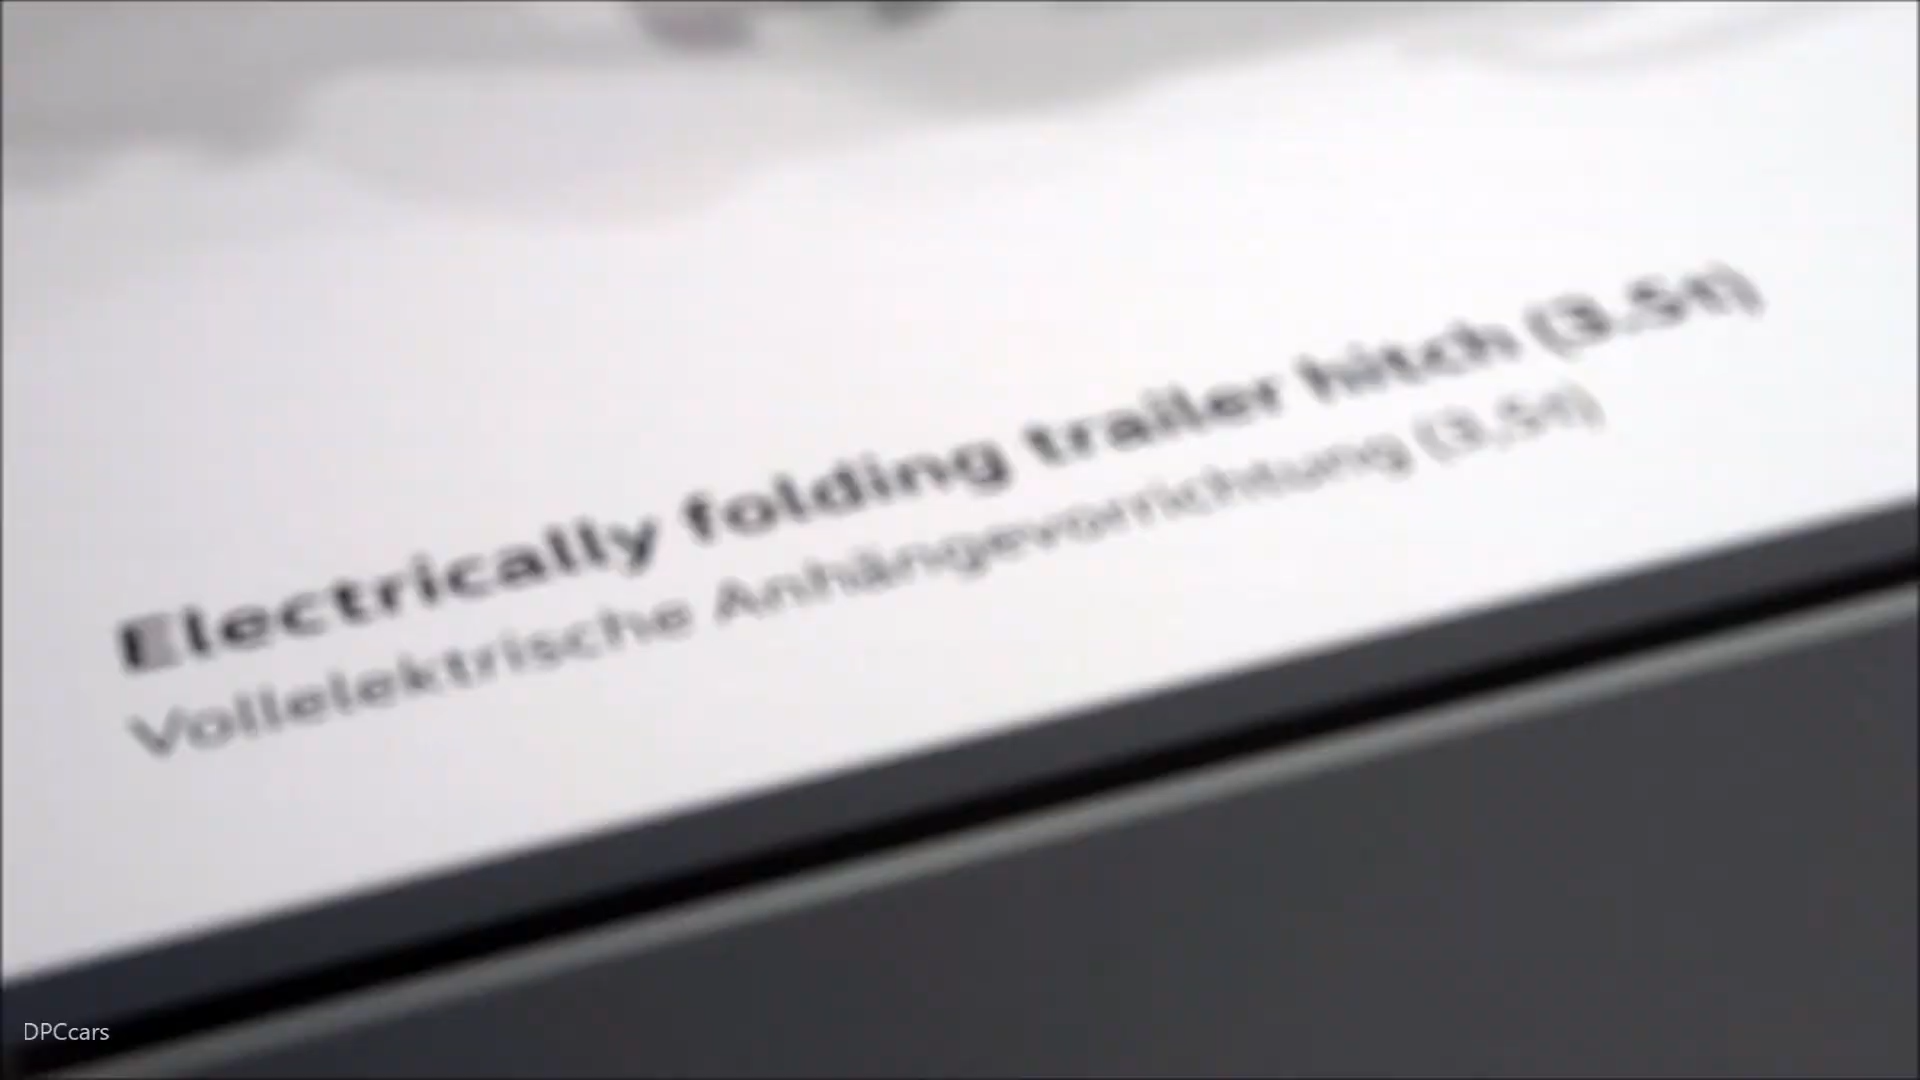 Electrically folding trailer hitch (3.5t)
Vollelektrische Anhängevorrichtung (3,5t)
DPCcars